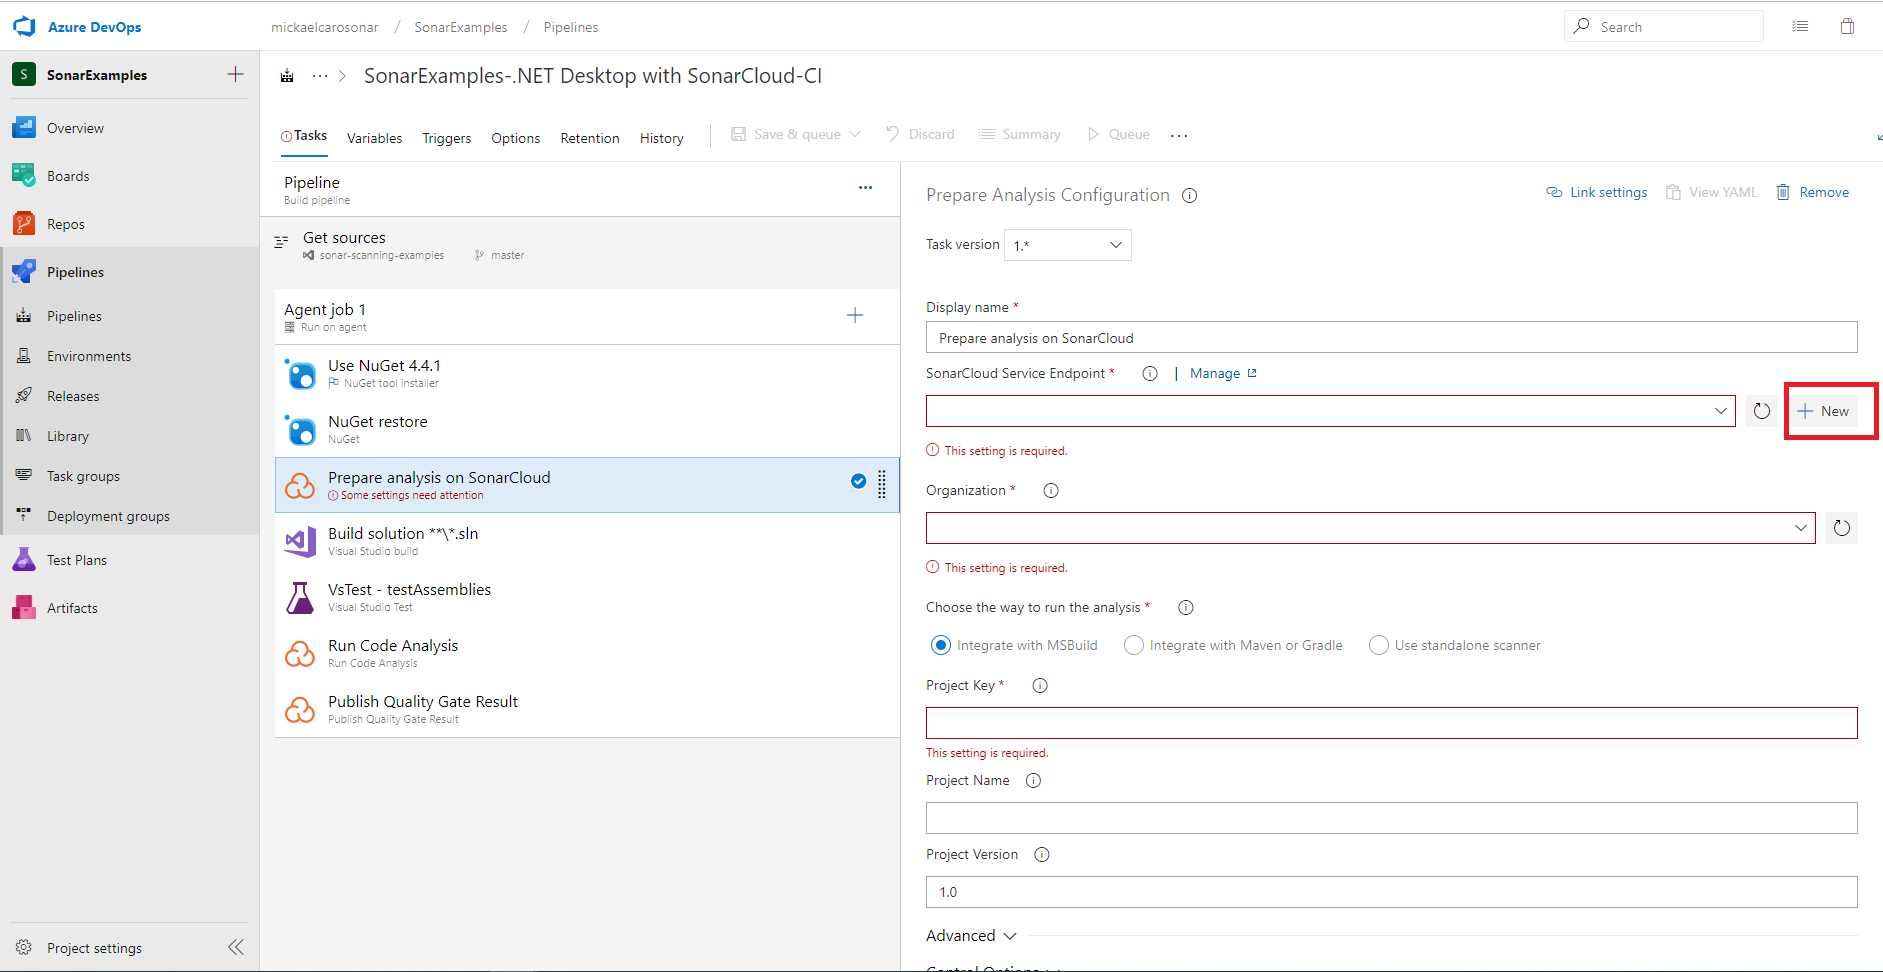 Azure DevOps
mickaelcarosonar / SonarExamples / Pipelines
Search
S SonarExamples
Overview
Boards
Repos
Pipelines
Pipelines
Environments
Releases
Library
Task groups
Deployment groups
Test Plans
Artifacts
Project settings
··· > SonarExamples-.NET Desktop with SonarCloud-CI
Tasks Variables Triggers Options Retention History | Save & queue Discard Summary Queue ···
Pipeline ···
Build pipeline
Get sources
sonar-scanning-examples master
Agent job 1
Run on agent
Use NuGet 4.4.1
NuGet tool installer
NuGet restore
NuGet
Prepare analysis on SonarCloud
Some settings need attention
Build solution **\*.sln
Visual Studio build
VsTest - testAssemblies
Visual Studio Test
Run Code Analysis
Run Code Analysis
Publish Quality Gate Result
Publish Quality Gate Result
Prepare Analysis Configuration Link settings View YAML Remove
Task version 1.*
Display name *
Prepare analysis on SonarCloud
SonarCloud Service Endpoint * | Manage
New
This setting is required.
Organization *
This setting is required.
Choose the way to run the analysis *
Integrate with MSBuild Integrate with Maven or Gradle Use standalone scanner
Project Key *
This setting is required.
Project Name
Project Version
1.0
Advanced
Control Options